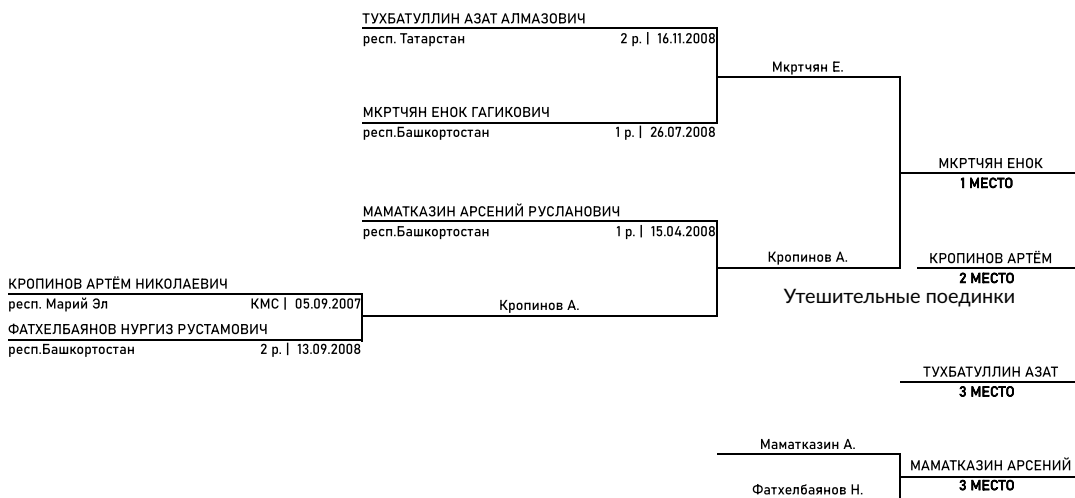 ТУХБАТУЛЛИН АЗАТ АЛМАЗОВИЧ
респ. Татарстан 2 р. | 16.11.2008
Мкртчян Е.
МКРТЧЯН ЕНОК ГАГИКОВИЧ
респ.Башкортостан 1 р. | 26.07.2008
МКРТЧЯН ЕНОК
1 МЕСТО
МАМАТКАЗИН АРСЕНИЙ РУСЛАНОВИЧ
респ.Башкортостан 1 р. | 15.04.2008
Кропинов А.
КРОПИНОВ АРТЁМ
2 МЕСТО
КРОПИНОВ АРТЁМ НИКОЛАЕВИЧ
респ. Марий Эл КМС | 05.09.2007
Кропинов А.
Утешительные поединки
ФАТХЕЛБАЯНОВ НУРГИЗ РУСТАМОВИЧ
респ.Башкортостан 2 р. | 13.09.2008
ТУХБАТУЛЛИН АЗАТ
3 МЕСТО
Маматказин А.
МАМАТКАЗИН АРСЕНИЙ
3 МЕСТО
Фатхелбаянов Н.